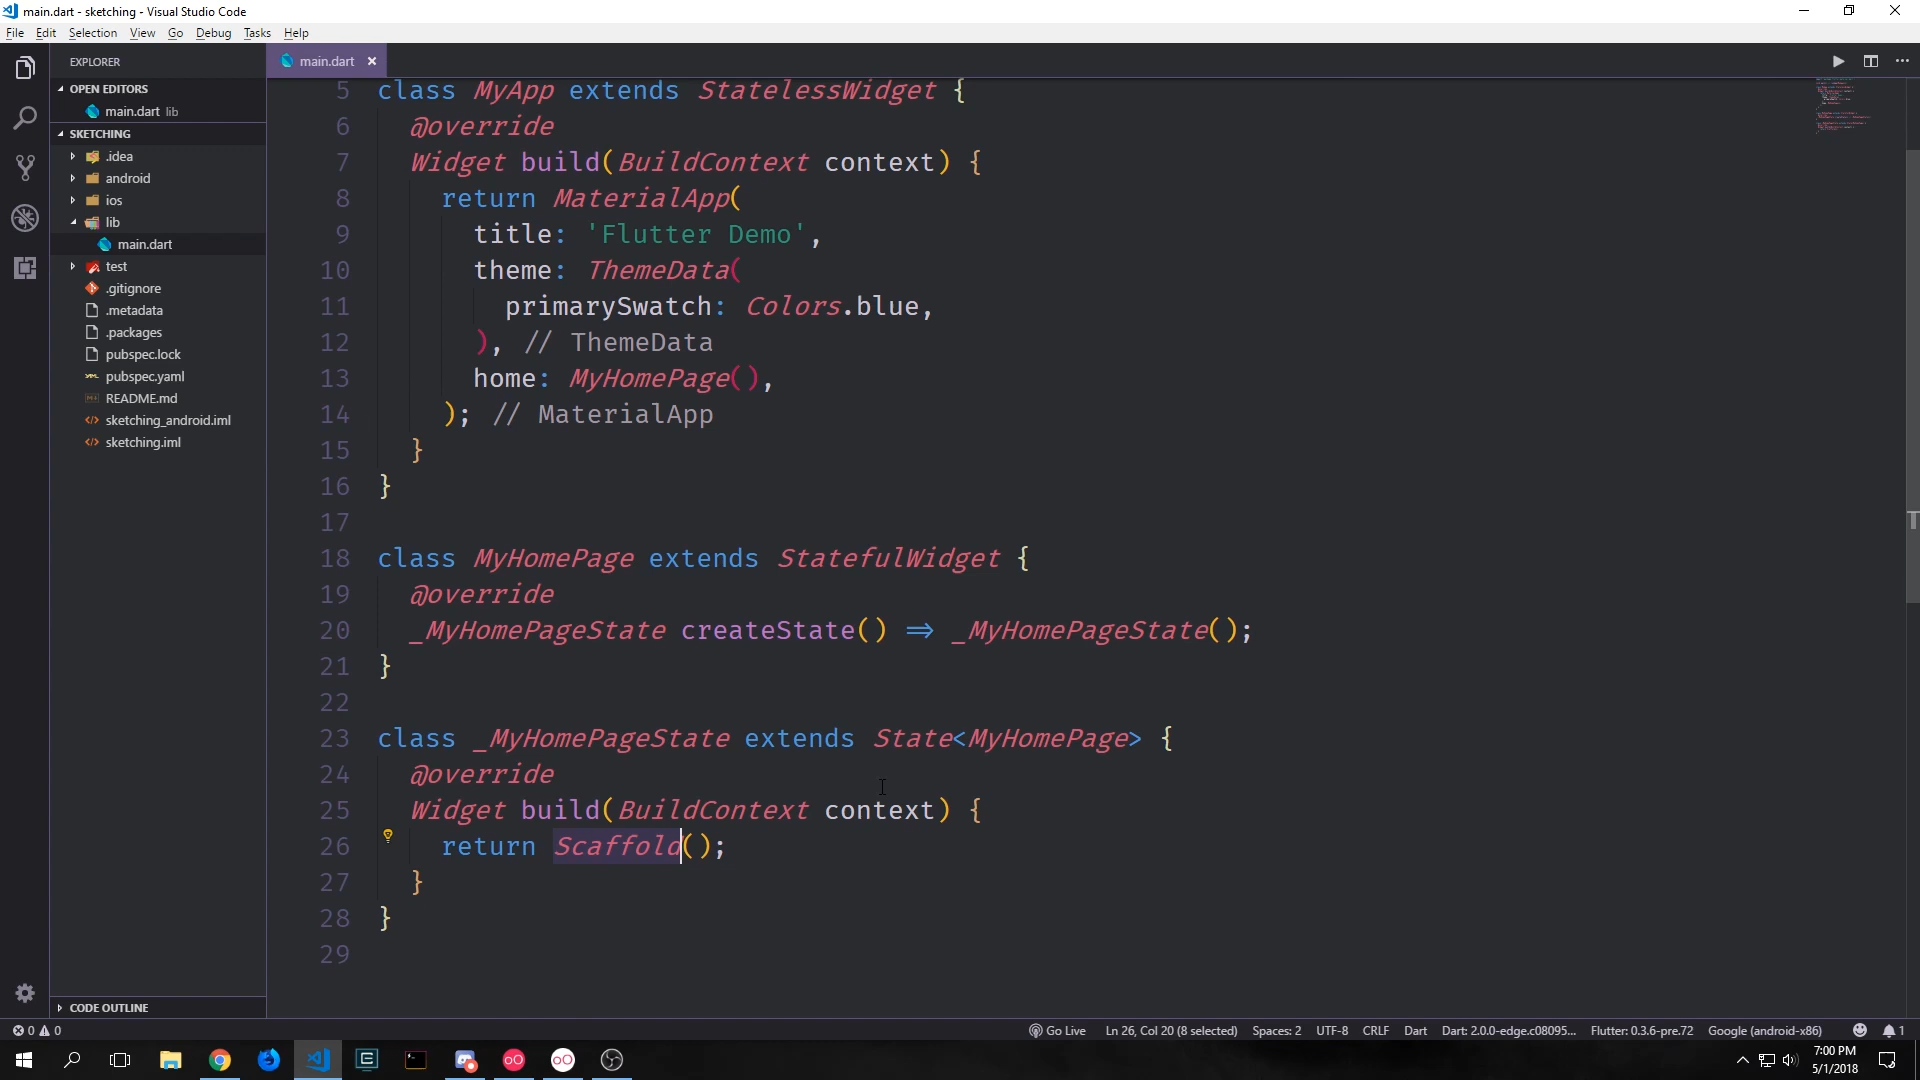 main.dart - sketching - Visual Studio Code
File Edit Selection View Go Debug Tasks Help
EXPLORER
OPEN EDITORS
main.dart lib
SKETCHING
.idea
android
ios
lib
main.dart
test
.gitignore
.metadata
.packages
pubspec.lock
pubspec.yaml
README.md
sketching_android.iml
sketching.iml
CODE OUTLINE
main.dart
5 class MyApp extends StatelessWidget {
6 @override
7 Widget build(BuildContext context) {
8 return MaterialApp(
9 title: 'Flutter Demo',
10 theme: ThemeData(
11 primarySwatch: Colors.blue,
12 ), // ThemeData
13 home: MyHomePage(),
14 ); // MaterialApp
15 }
16 }
17
18 class MyHomePage extends StatefulWidget {
19 @override
20 _MyHomePageState createState() => _MyHomePageState();
21 }
22
23 class _MyHomePageState extends State<MyHomePage> {
24 @override
25 Widget build(BuildContext context) {
26 return Scaffold();
27 }
28 }
29
0 0 Go Live Ln 26, Col 20 (8 selected) Spaces: 2 UTF-8 CRLF Dart Dart: 2.0.0-edge.c08095... Flutter: 0.3.6-pre.72 Google (android-x86) 1
7:00 PM
5/1/2018